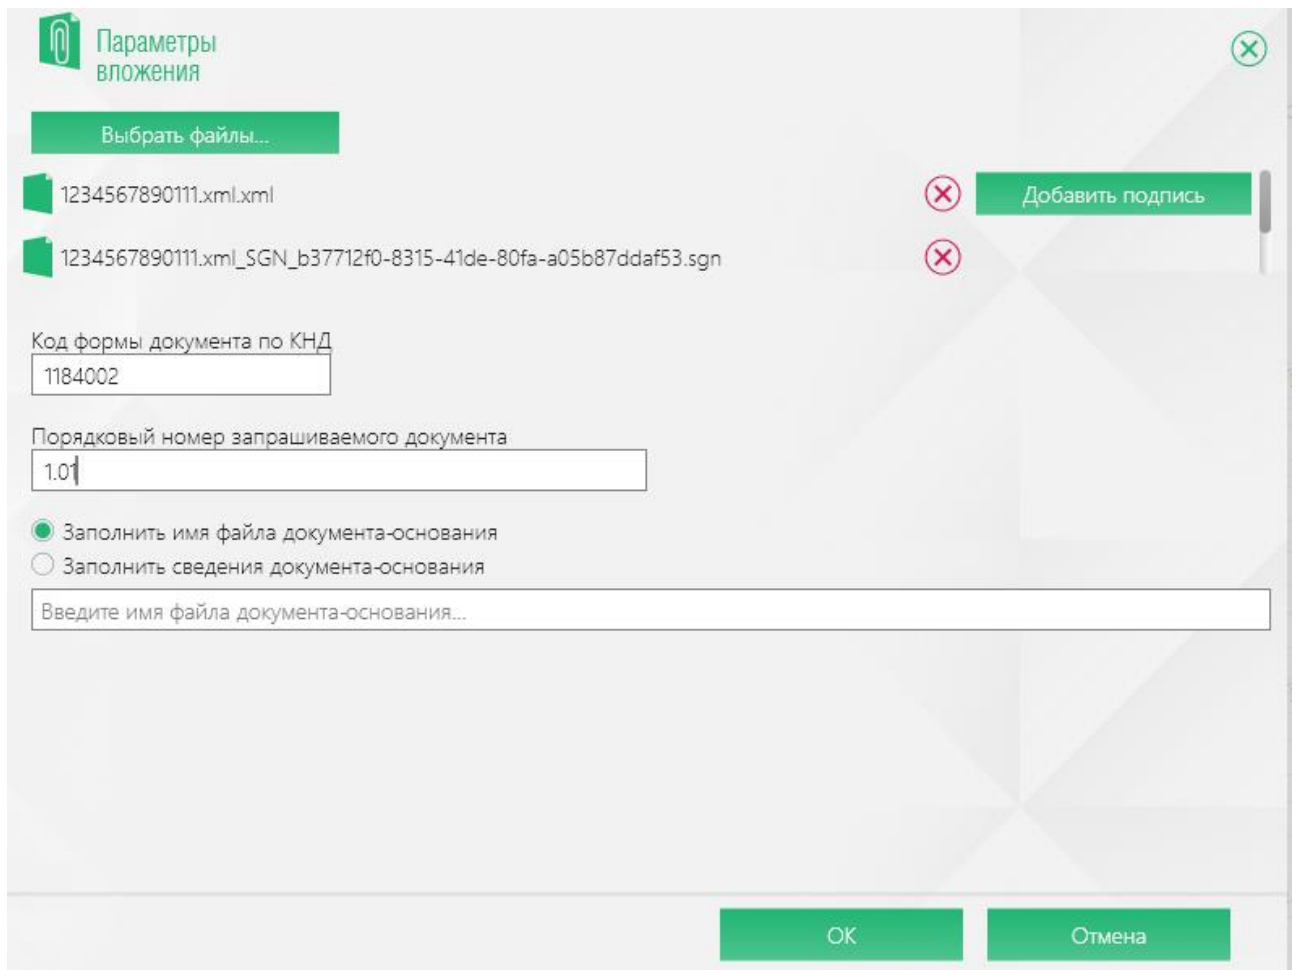 Параметры
вложения
Выбрать файлы...
1234567890111.xml.xml
Добавить подпись
1234567890111.xml_SGN_b37712f0-8315-41de-80fa-a05b87ddaf53.sgn
Код формы документа по КНД
1184002
Порядковый номер запрашиваемого документа
1.01
Заполнить имя файла документа-основания
Заполнить сведения документа-основания
Введите имя файла документа-основания...
ОК
Отмена